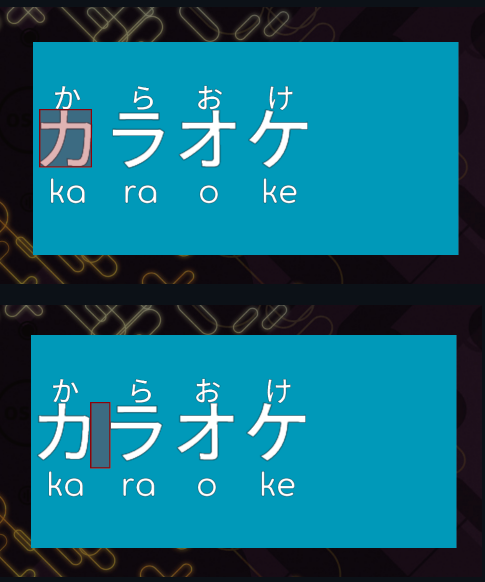 か ら お け
カ ラ オ ケ
ka ra o ke
か ら お け
カ ラ オ ケ
ka ra o ke